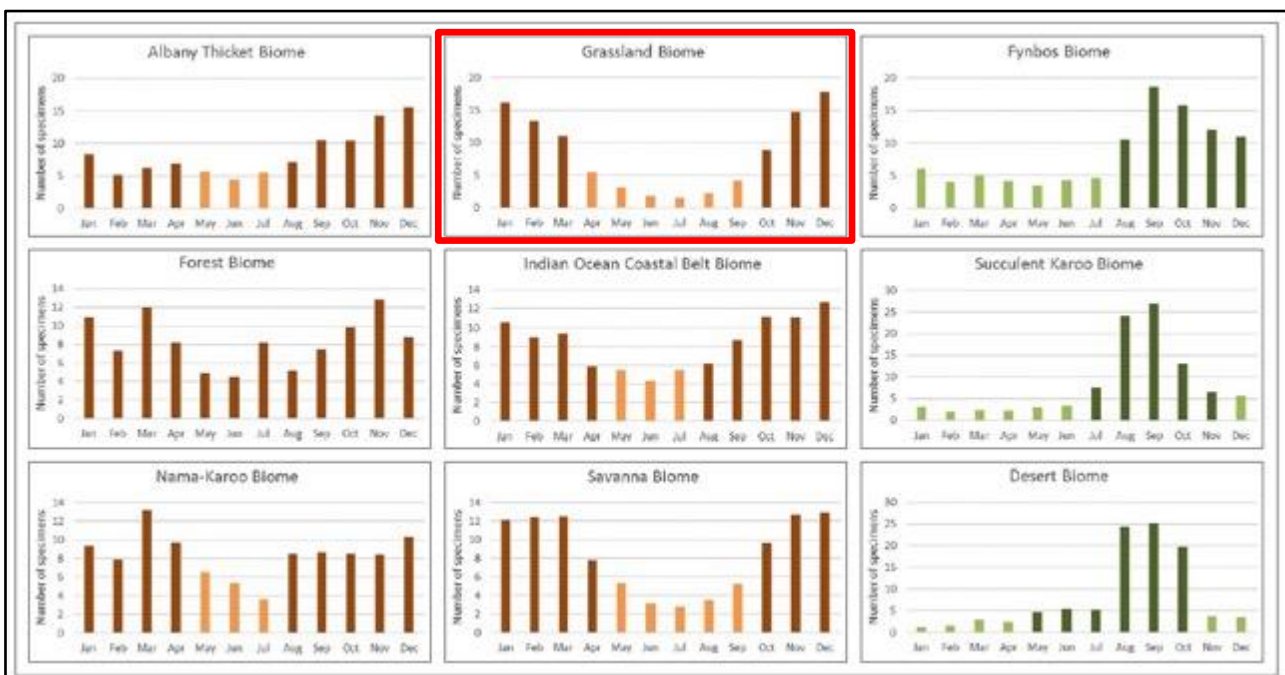 Albany Thicket Biome
Number of specimens
20
15
10
5
0
Jan Feb Mar Apr May Jun Jul Aug Sep Oct Nov Dec
Grassland Biome
Number of specimens
20
15
10
5
0
Jan Feb Mar Apr May Jun Jul Aug Sep Oct Nov Dec
Fynbos Biome
Number of specimens
20
15
10
5
0
Jan Feb Mar Apr May Jun Jul Aug Sep Oct Nov Dec
Forest Biome
Number of specimens
14
12
10
8
6
4
2
0
Jan Feb Mar Apr May Jun Jul Aug Sep Oct Nov Dec
Indian Ocean Coastal Belt Biome
Number of specimens
14
12
10
8
6
4
2
0
Jan Feb Mar Apr May Jun Jul Aug Sep Oct Nov Dec
Succulent Karoo Biome
Number of specimens
30
25
20
15
10
5
0
Jan Feb Mar Apr May Jun Jul Aug Sep Oct Nov Dec
Nama-Karoo Biome
Number of specimens
14
12
10
8
6
4
2
0
Jan Feb Mar Apr May Jun Jul Aug Sep Oct Nov Dec
Savanna Biome
Number of specimens
14
12
10
8
6
4
2
0
Jan Feb Mar Apr May Jun Jul Aug Sep Oct Nov Dec
Desert Biome
Number of specimens
30
25
20
15
10
5
0
Jan Feb Mar Apr May Jun Jul Aug Sep Oct Nov Dec